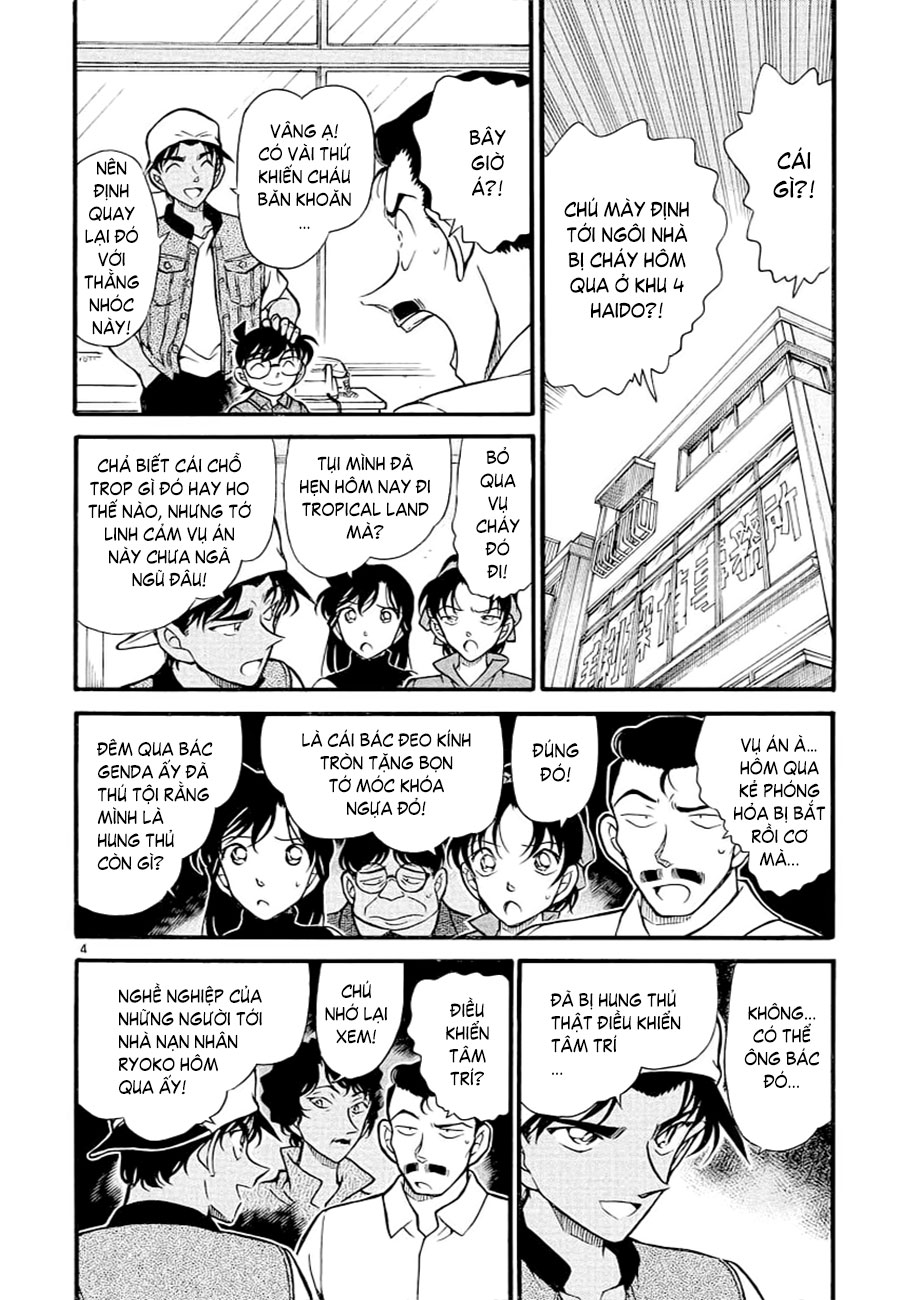 CÁI
GÌ?!
CHÚ MÀY ĐỊNH
TỚI NGÔI NHÀ
BỊ CHÁY HÔM
QUA Ở KHU 4
HAIDO?!
毛利探偵事務所
BÂY
GIỜ
Á?!
VÂNG Ạ!
CÓ VÀI THỨ
KHIẾN CHÁU
BĂN KHOĂN
...
NÊN
ĐỊNH
QUAY
LẠI ĐÓ
VỚI
THẰNG
NHÓC
NÀY!
BỎ
QUA
VỤ
CHÁY
ĐÓ
ĐI!
TỤI MÌNH ĐÃ
HẸN HÔM NAY ĐI
TROPICAL LAND
MÀ?
CHẢ BIẾT CÁI CHỖ
TROP GÌ ĐÓ HAY HO
THẾ NÀO, NHƯNG TỚ
LINH CẢM VỤ ÁN
NÀY CHƯA NGÃ
NGŨ ĐÂU!
VỤ ÁN À...
HÔM QUA
KẺ PHÓNG
HỎA BỊ BẮT
RỒI CƠ
MÀ...
ĐÚNG
ĐÓ!
LÀ CÁI BÁC ĐEO KÍNH
TRÒN TẶNG BỌN
TỚ MÓC KHÓA
NGỰA ĐÓ!
ĐÊM QUA BÁC
GENDA ẤY ĐÃ
THÚ TỘI RẰNG
MÌNH LÀ
HUNG THỦ
CÒN GÌ?
4
KHÔNG...
CÓ THỂ
ÔNG BÁC
ĐÓ...
ĐÃ BỊ HUNG THỦ
THẬT ĐIỀU KHIỂN
TÂM TRÍ
...
ĐIỀU
KHIỂN
TÂM
TRÍ?
CHÚ
NHỚ LẠI
XEM!
NGHỀ NGHIỆP CỦA
NHỮNG NGƯỜI TỚI
NHÀ NẠN NHÂN
RYOKO HÔM
QUA ẤY!